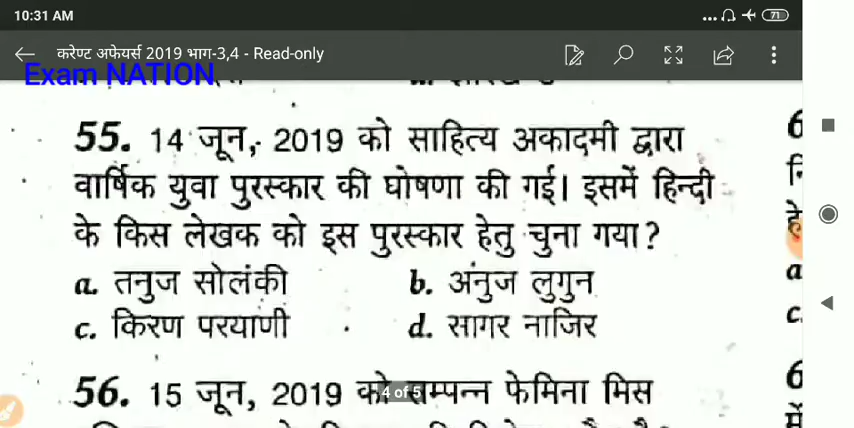 10:31 AM
71
करेण्ट अफेयर्स 2019 भाग-3,4 - Read-only
Exam NATION
55. 14 जून, 2019 को साहित्य अकादमी द्वारा
वार्षिक युवा पुरस्कार की घोषणा की गई। इसमें हिन्दी
के किस लेखक को इस पुरस्कार हेतु चुना गया?
a. तनुज सोलंकी b. अंनुज लुगुन
c. किरण परयाणी d. सागर नाजिर
4 of 5
56. 15 जून, 2019 को सम्पन्न फेमिना मिस